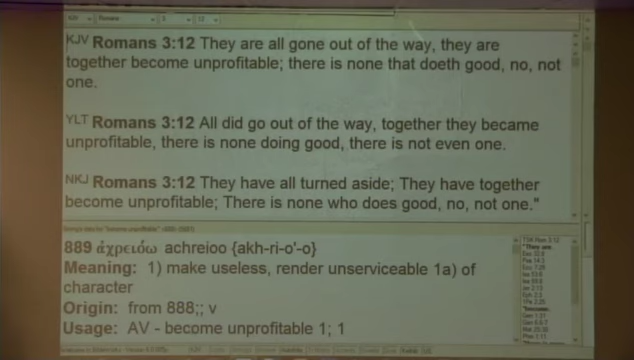 KJV Romans 3:12 They are all gone out of the way, they are
together become unprofitable; there is none that doeth good, no, not
one.
YLT Romans 3:12 All did go out of the way, together they became
unprofitable, there is none doing good, there is not even one.
NKJ Romans 3:12 They have all turned aside; They have together
become unprofitable; There is none who does good, no, not one."
889 ἀχρειόω achreioo {akh-ri-o'-o}
Meaning: 1) make useless, render unserviceable 1a) of
character
Origin: from 888;; v
Usage: AV - become unprofitable 1; 1